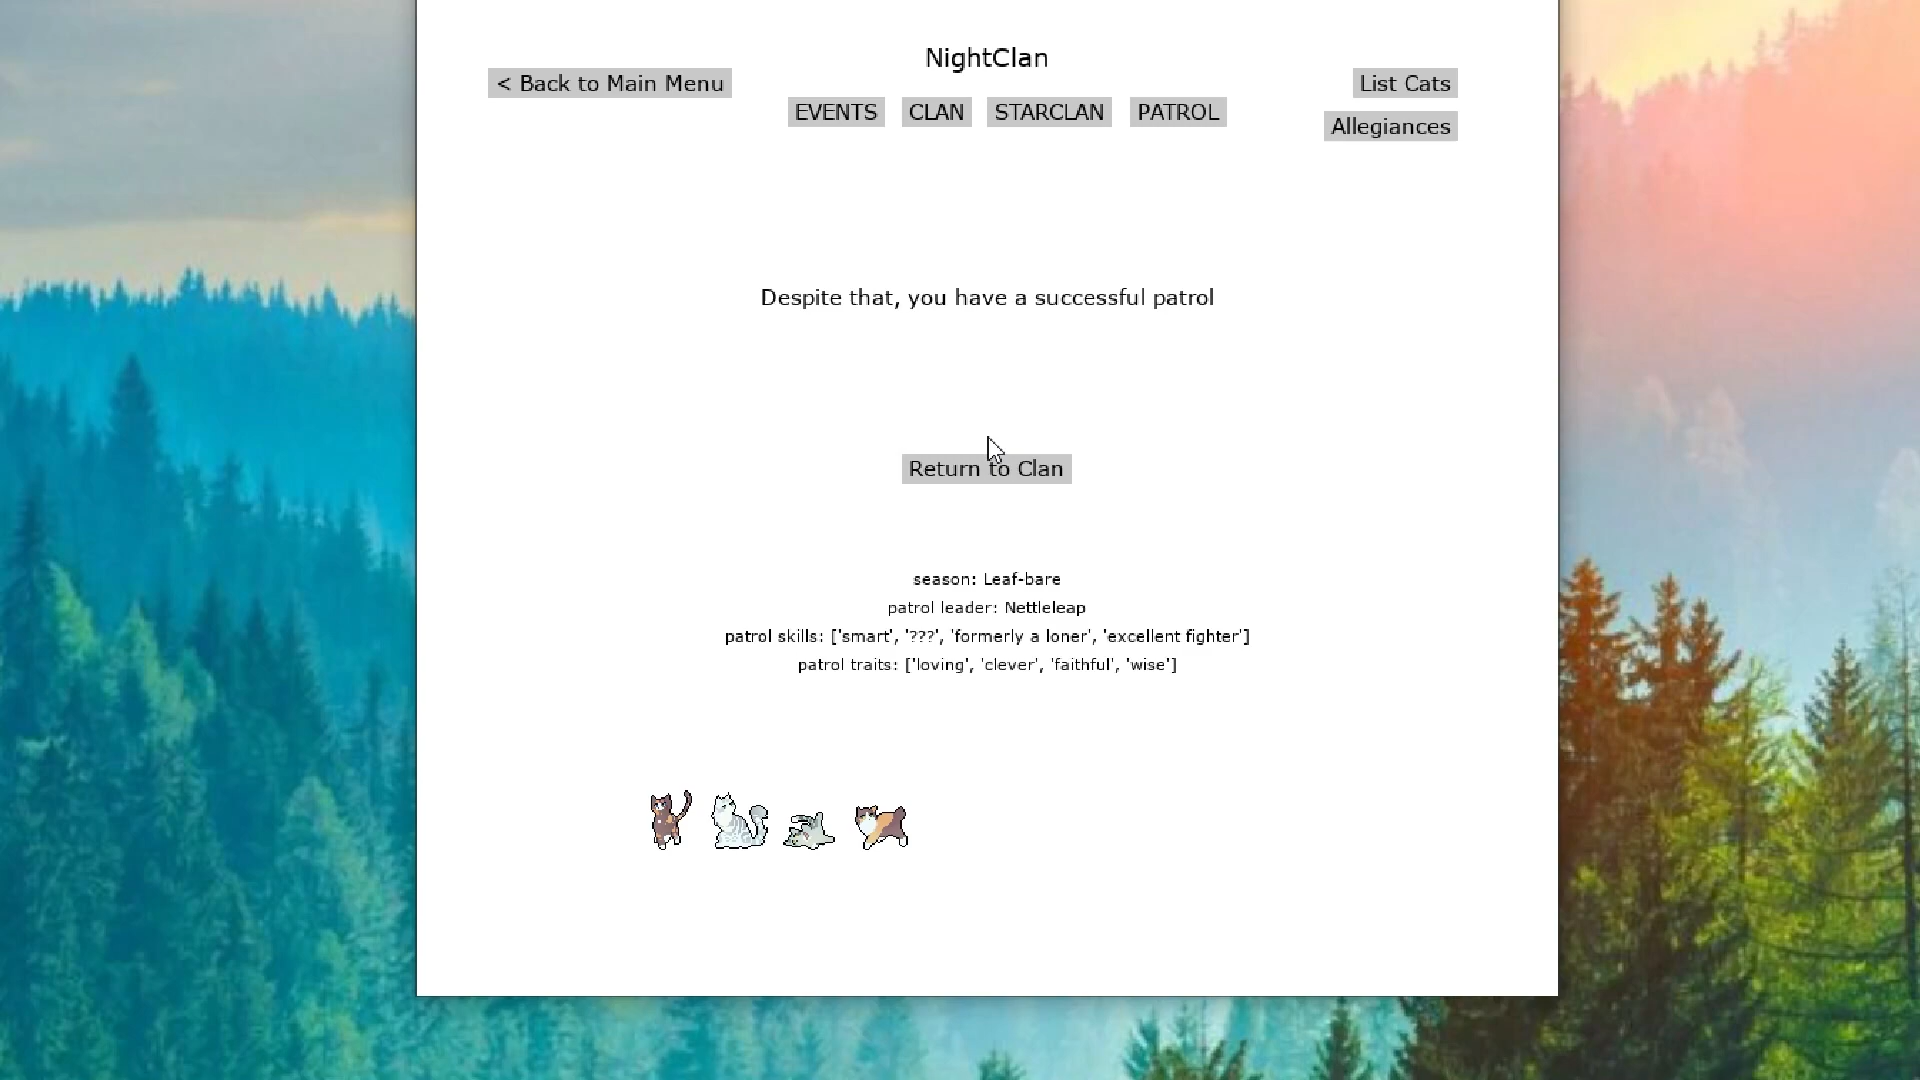 NightClan
< Back to Main Menu
List Cats
EVENTS
CLAN
STARCLAN
PATROL
Allegiances
Despite that, you have a successful patrol
Return to Clan
season: Leaf-bare
patrol leader: Nettleleap
patrol skills: ['smart', '???', 'formerly a loner', 'excellent fighter']
patrol traits: ['loving', 'clever', 'faithful', 'wise']